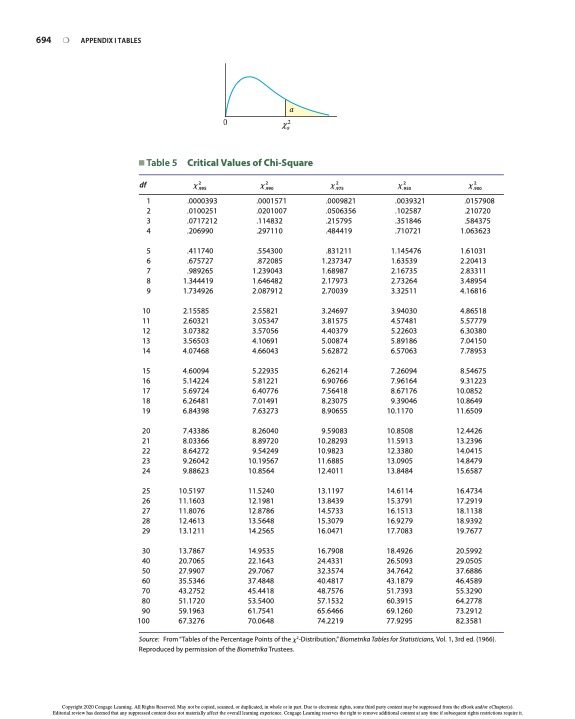 694 ❍ APPENDIX I TABLES
a
0
χ²ₐ
■ Table 5 Critical Values of Chi-Square
df χ².995 χ².990 χ².975 χ².950 χ².900
1 .0000393 .0001571 .0009821 .0039321 .0157908
2 .0100251 .0201007 .0506356 .102587 .210720
3 .0717212 .114832 .215795 .351846 .584375
4 .206990 .297110 .484419 .710721 1.063623
5 .411740 .554300 .831211 1.145476 1.61031
6 .675727 .872085 1.237347 1.63539 2.20413
7 .989265 1.239043 1.68987 2.16735 2.83311
8 1.344419 1.646482 2.17973 2.73264 3.48954
9 1.734926 2.087912 2.70039 3.32511 4.16816
10 2.15585 2.55821 3.24697 3.94030 4.86518
11 2.60321 3.05347 3.81575 4.57481 5.57779
12 3.07382 3.57056 4.40379 5.22603 6.30380
13 3.56503 4.10691 5.00874 5.89186 7.04150
14 4.07468 4.66043 5.62872 6.57063 7.78953
15 4.60094 5.22935 6.26214 7.26094 8.54675
16 5.14224 5.81221 6.90766 7.96164 9.31223
17 5.69724 6.40776 7.56418 8.67176 10.0852
18 6.26481 7.01491 8.23075 9.39046 10.8649
19 6.84398 7.63273 8.90655 10.1170 11.6509
20 7.43386 8.26040 9.59083 10.8508 12.4426
21 8.03366 8.89720 10.28293 11.5913 13.2396
22 8.64272 9.54249 10.9823 12.3380 14.0415
23 9.26042 10.19567 11.6885 13.0905 14.8479
24 9.88623 10.8564 12.4011 13.8484 15.6587
25 10.5197 11.5240 13.1197 14.6114 16.4734
26 11.1603 12.1981 13.8439 15.3791 17.2919
27 11.8076 12.8786 14.5733 16.1513 18.1138
28 12.4613 13.5648 15.3079 16.9279 18.9392
29 13.1211 14.2565 16.0471 17.7083 19.7677
30 13.7867 14.9535 16.7908 18.4926 20.5992
40 20.7065 22.1643 24.4331 26.5093 29.0505
50 27.9907 29.7067 32.3574 34.7642 37.6886
60 35.5346 37.4848 40.4817 43.1879 46.4589
70 43.2752 45.4418 48.7576 51.7393 55.3290
80 51.1720 53.5400 57.1532 60.3915 64.2778
90 59.1963 61.7541 65.6466 69.1260 73.2912
100 67.3276 70.0648 74.2219 77.9295 82.3581
Source: From "Tables of the Percentage Points of the χ²-Distribution," Biometrika Tables for Statisticians, Vol. 1, 3rd ed. (1966).
Reproduced by permission of the Biometrika Trustees.
Copyright 2020 Cengage Learning. All Rights Reserved. May not be copied, scanned, or duplicated, in whole or in part. Due to electronic rights, some third party content may be suppressed from the eBook and/or eChapter(s).
Editorial review has deemed that any suppressed content does not materially affect the overall learning experience. Cengage Learning reserves the right to remove additional content at any time if subsequent rights restrictions require it.